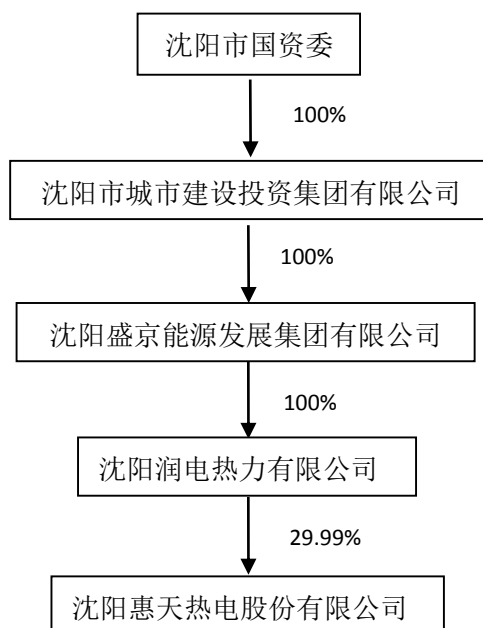 沈阳市国资委
100%
沈阳市城市建设投资集团有限公司
100%
沈阳盛京能源发展集团有限公司
100%
沈阳润电热力有限公司
29.99%
沈阳惠天热电股份有限公司